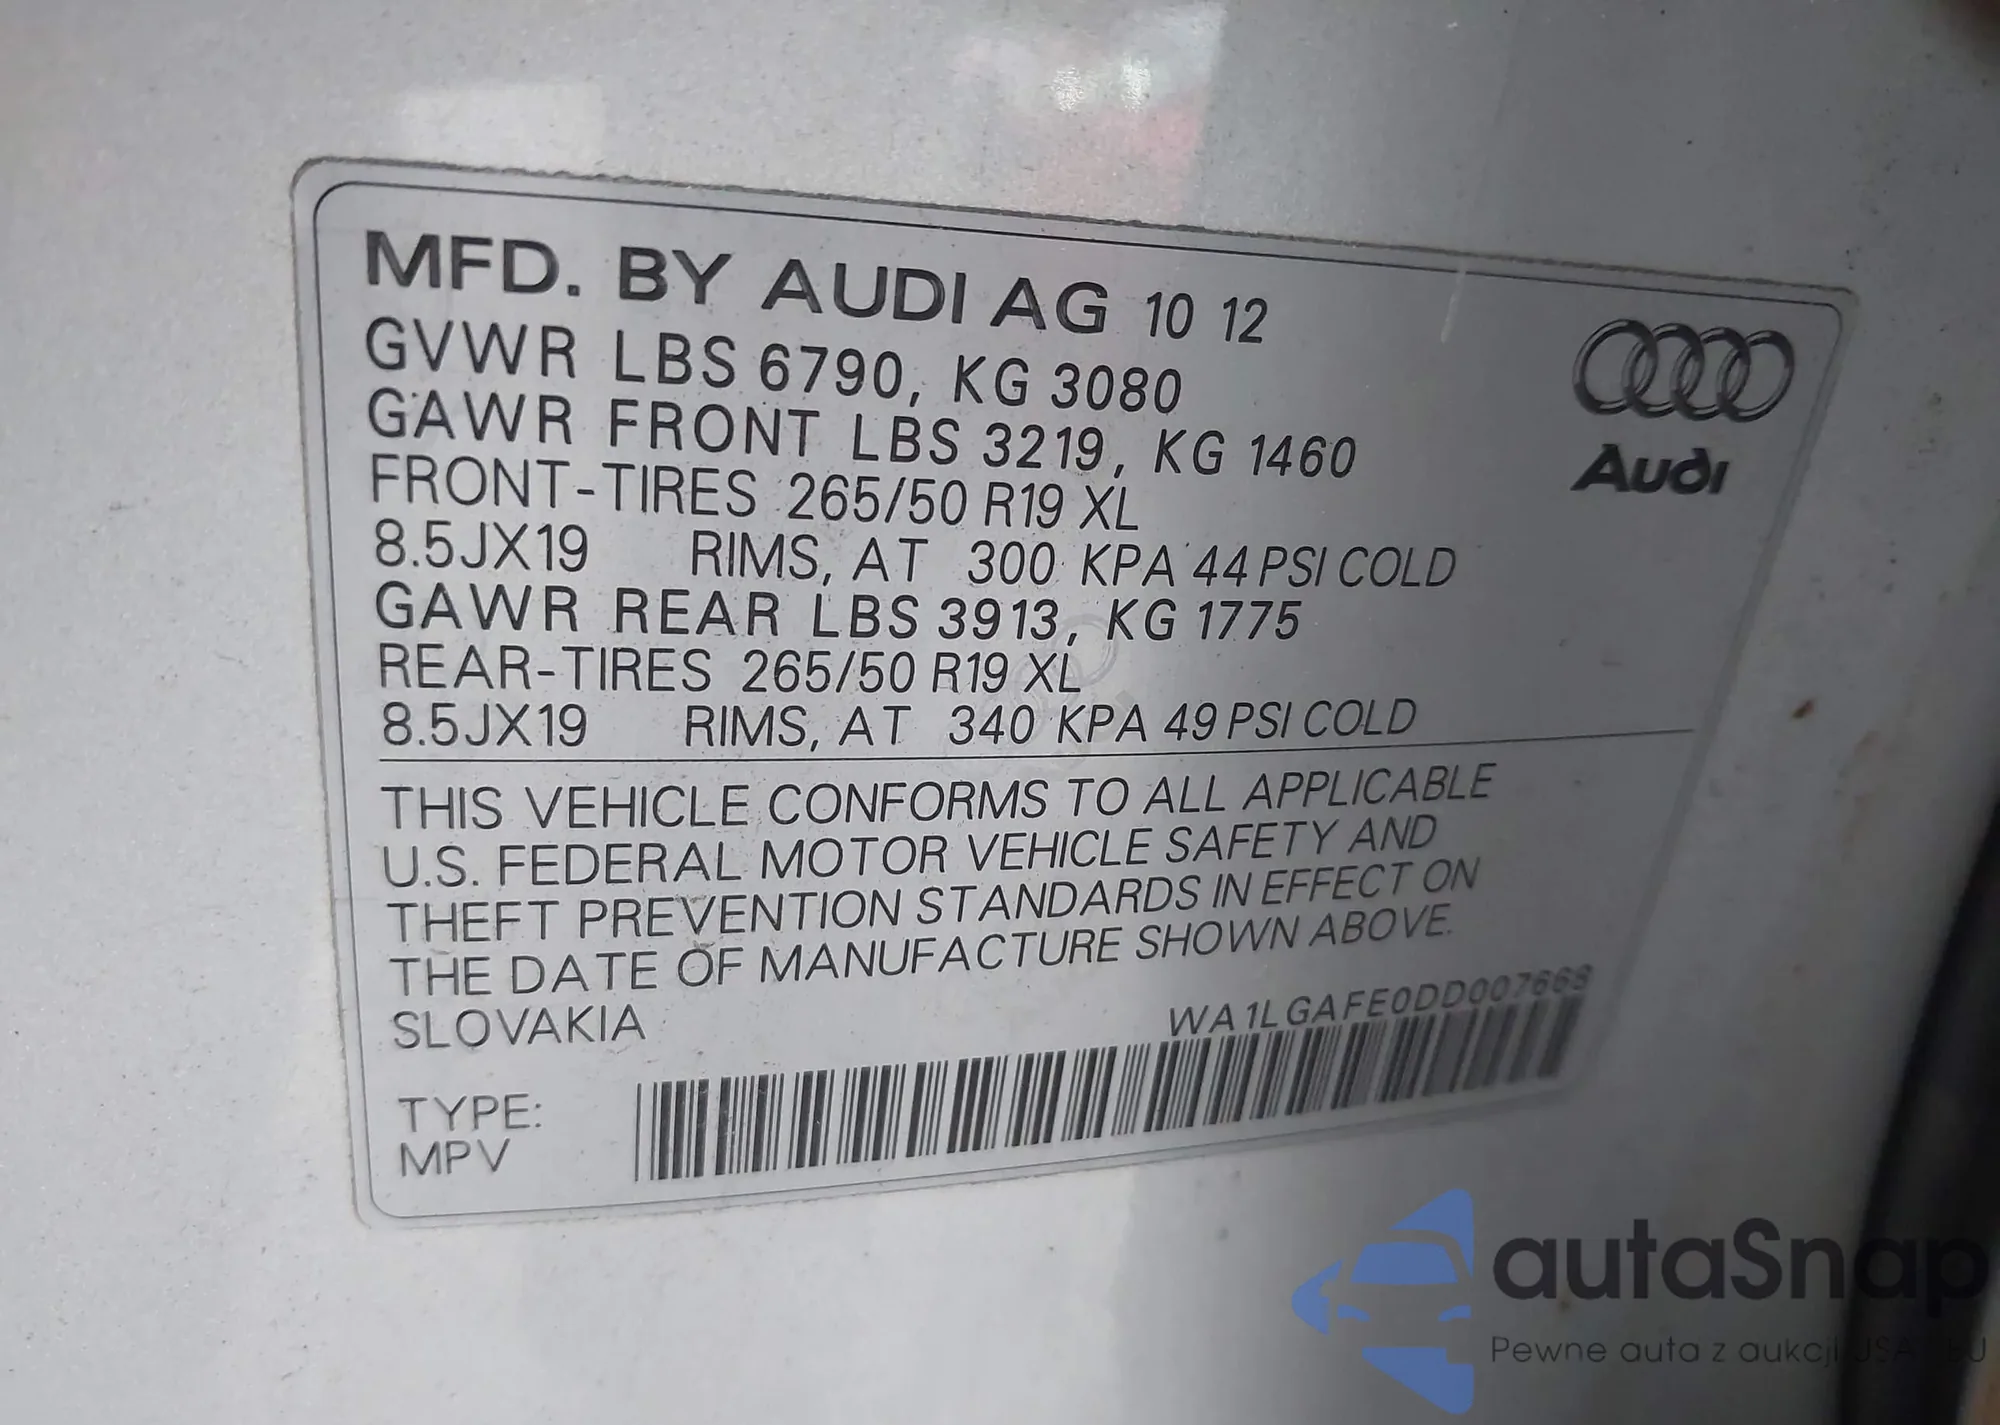 MFD. BY AUDI AG 10 12
GVWR LBS 6790, KG 3080
GAWR FRONT LBS 3219, KG 1460
FRONT-TIRES 265/50 R19 XL
8.5JX19 RIMS, AT 300 KPA 44 PSI COLD
GAWR REAR LBS 3913, KG 1775
REAR-TIRES 265/50 R19 XL
8.5JX19 RIMS, AT 340 KPA 49 PSI COLD
Audi
THIS VEHICLE CONFORMS TO ALL APPLICABLE
U.S. FEDERAL MOTOR VEHICLE SAFETY AND
THEFT PREVENTION STANDARDS IN EFFECT ON
THE DATE OF MANUFACTURE SHOWN ABOVE.
SLOVAKIA
WA1LGAFE0DD007668
TYPE:
MPV
autaSnap
Pewne auta z aukcji USA EU